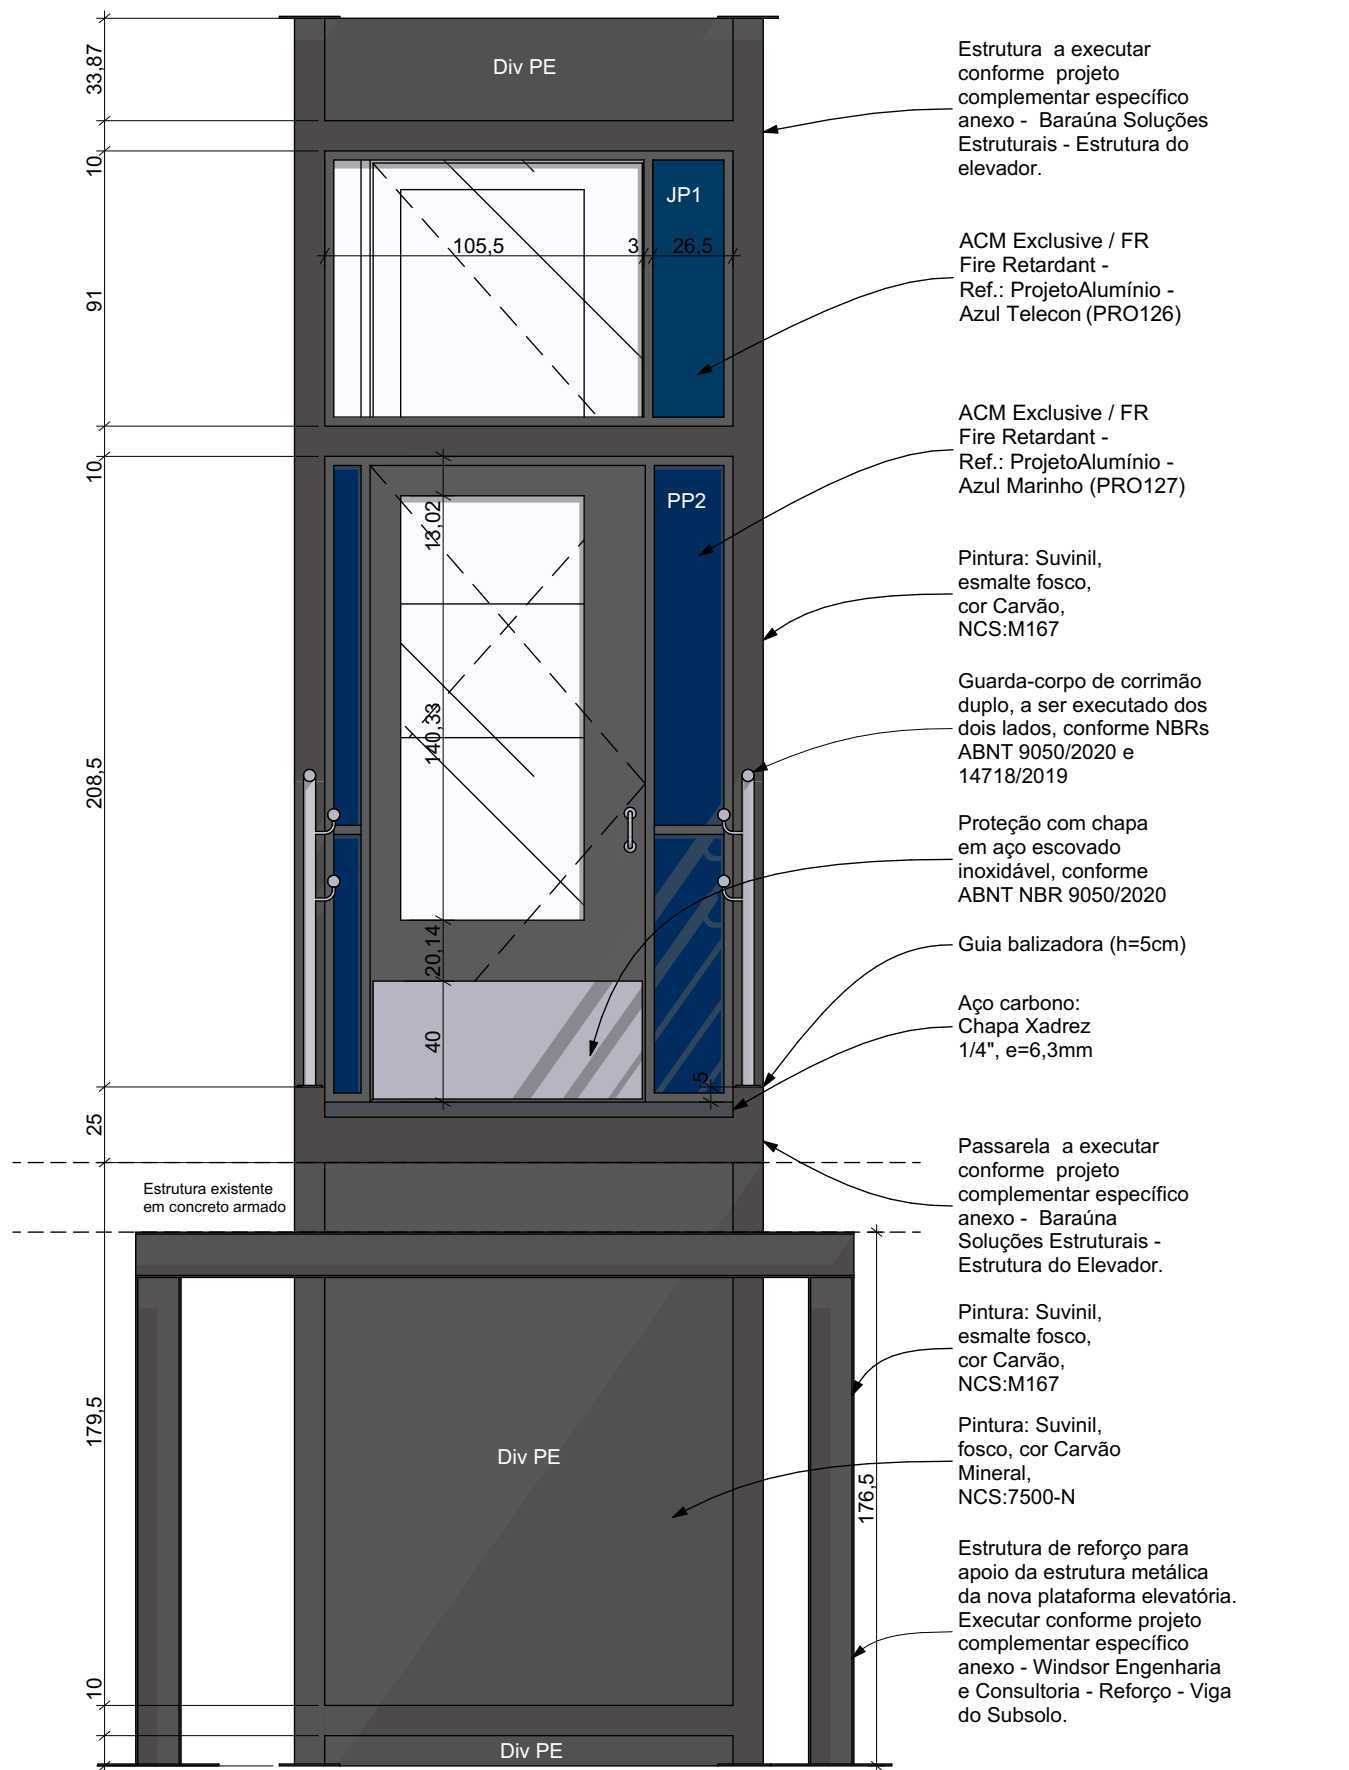 33,87
10
91
10
208,5
25
179,5
10
Div PE
JP1
105,5
3
26,5
PP2
13,02
140,33
20,14
40
5
Estrutura existente
em concreto armado
Div PE
176,5
Div PE
Estrutura a executar
conforme projeto
complementar específico
anexo - Baraúna Soluções
Estruturais - Estrutura do
elevador.
ACM Exclusive / FR
Fire Retardant -
Ref.: ProjetoAlumínio -
Azul Telecon (PRO126)
ACM Exclusive / FR
Fire Retardant -
Ref.: ProjetoAlumínio -
Azul Marinho (PRO127)
Pintura: Suvinil,
esmalte fosco,
cor Carvão,
NCS:M167
Guarda-corpo de corrimão
duplo, a ser executado dos
dois lados, conforme NBRs
ABNT 9050/2020 e
14718/2019
Proteção com chapa
em aço escovado
inoxidável, conforme
ABNT NBR 9050/2020
Guia balizadora (h=5cm)
Aço carbono:
Chapa Xadrez
1/4", e=6,3mm
Passarela a executar
conforme projeto
complementar específico
anexo - Baraúna
Soluções Estruturais -
Estrutura do Elevador.
Pintura: Suvinil,
esmalte fosco,
cor Carvão,
NCS:M167
Pintura: Suvinil,
fosco, cor Carvão
Mineral,
NCS:7500-N
Estrutura de reforço para
apoio da estrutura metálica
da nova plataforma elevatória.
Executar conforme projeto
complementar específico
anexo - Windsor Engenharia
e Consultoria - Reforço - Viga
do Subsolo.